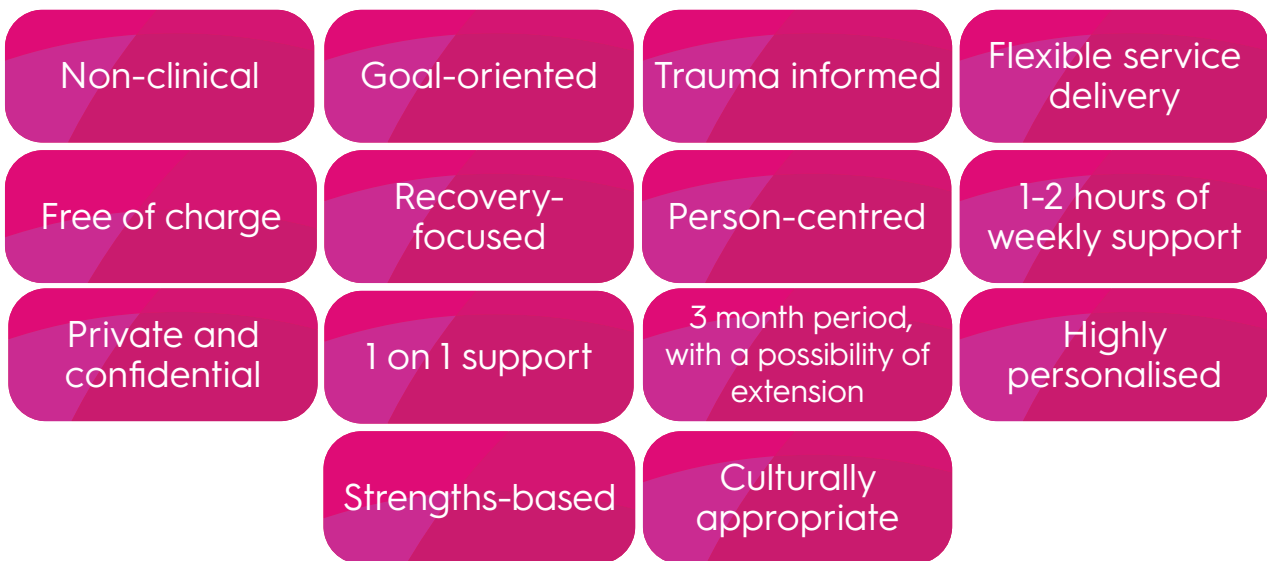 Non-clinical
Goal-oriented
Trauma informed
Flexible service
delivery
Free of charge
Recovery-
focused
Person-centred
1-2 hours of
weekly support
Private and
confidential
1 on 1 support
3 month period,
with a possibility of
extension
Highly
personalised
Strengths-based
Culturally
appropriate